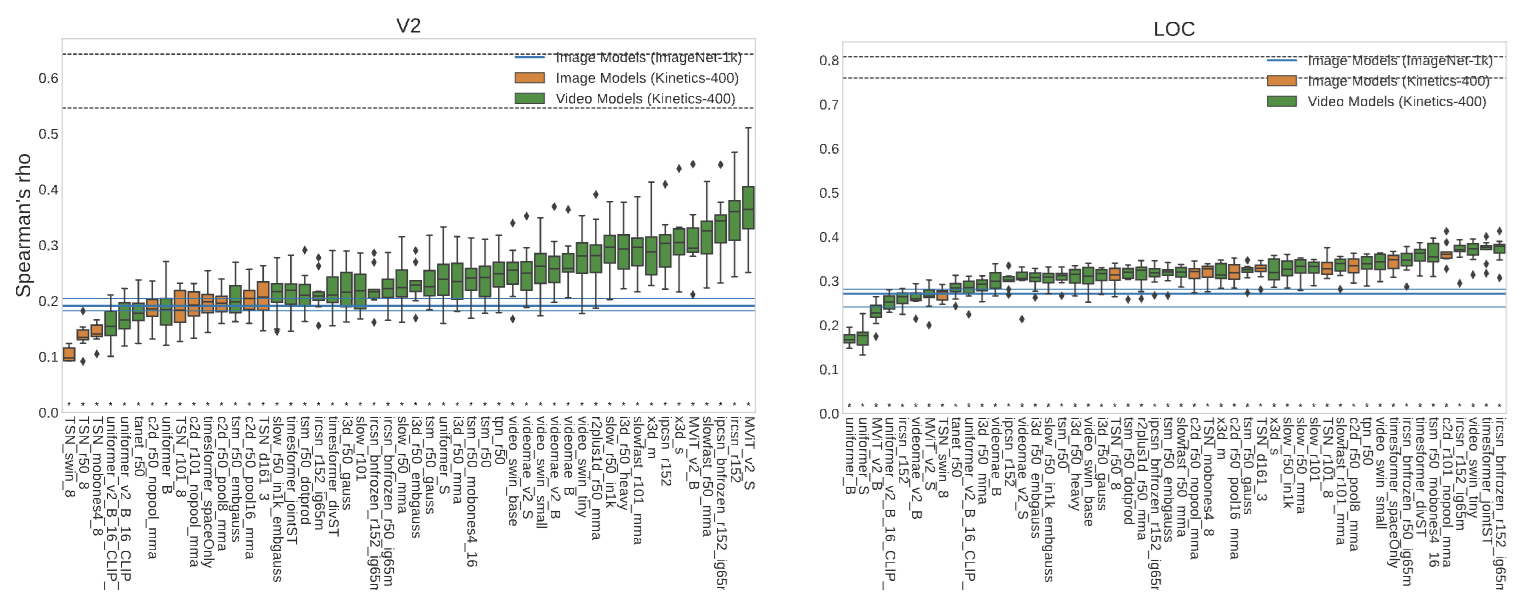 V2
Spearman's rho
0.6
0.5
0.4
0.3
0.2
0.1
0.0
Image Models (ImageNet-1k)
Image Models (Kinetics-400)
Video Models (Kinetics-400)
TSN_swin_8
TSN_r50_8
TSN_mobones4_8
uniformer_v2_B_16_CLIP_
uniformer_v2_B_16_CLIP_
tanet_r50
c2d_r50_nopool_mma
uniformer_B
TSN_r101_8
c2d_r101_nopool_mma
timesformer_spaceOnly
c2d_r50_pool8_mma
tsm_r50_embgauss
c2d_r50_pool16_mma
TSN_d161_3
slow_r50_in1k_embgauss
timesformer_jointST
tsm_r50_dotprod
ircsn_r152_ig65m
timesformer_divST
i3d_r50_gauss
slow_r101
ircsn_bnfrozen_r152_ig65m
ircsn_bnfrozen_r50_ig65m
slow_r50_mma
i3d_r50_embgauss
tsm_r50_gauss
uniformer_S
i3d_r50_mma
tsm_r50_mobones4_16
tsm_r50_mma
tpn_r50
video_swin_base
videomae_v2_S
video_swin_small
videomae_v2_B
videomae_B
video_swin_tiny
r2plus1d_r50_mma
slow_r50_in1k
i3d_r50_heavy
slowfast_r101_mma
x3d_m
ipcsn_r152
x3d_s
MViT_v2_B
slowfast_r50_mma
ipcsn_bnfrozen_r152_ig65m
ircsn_r152
MViT_v2_S
LOC
0.8
0.7
0.6
0.5
0.4
0.3
0.2
0.1
0.0
Image Models (ImageNet-1k)
Image Models (Kinetics-400)
Video Models (Kinetics-400)
uniformer_B
uniformer_S
MViT_v2_B
uniformer_v2_B_16_CLIP_
ircsn_r152
videomae_v2_B
MViT_v2_S
TSN_swin_8
tanet_r50
uniformer_v2_B_16_CLIP_
i3d_r50_mma
videomae_B
ipcsn_r152
videomae_v2_S
i3d_r50_embgauss
slow_r50_in1k_embgauss
tsm_r50_mma
i3d_r50_heavy
video_swin_base
i3d_r50_gauss
TSN_r50_8
tsm_r50_dotprod
r2plus1d_r50_mma
ipcsn_bnfrozen_r152_ig65m
tsm_r50_embgauss
slow_r50_mma
c2d_r50_nopool_mma
TSN_mobones4_8
x3d_m
c2d_r50_pool16_mma
tsm_r50_gauss
TSN_d161_3
x3d_s
slow_r50_in1k
slowfast_r50_mma
slow_r101
TSN_r101_8
slowfast_r101_mma
c2d_r50_pool8_mma
tpn_r50
video_swin_small
timesformer_spaceOnly
ircsn_bnfrozen_r50_ig65m
timesformer_divST
tsm_r50_mobones4_16
c2d_r101_nopool_mma
ircsn_r152_ig65m
video_swin_tiny
timesformer_jointST
ircsn_bnfrozen_r152_ig65m